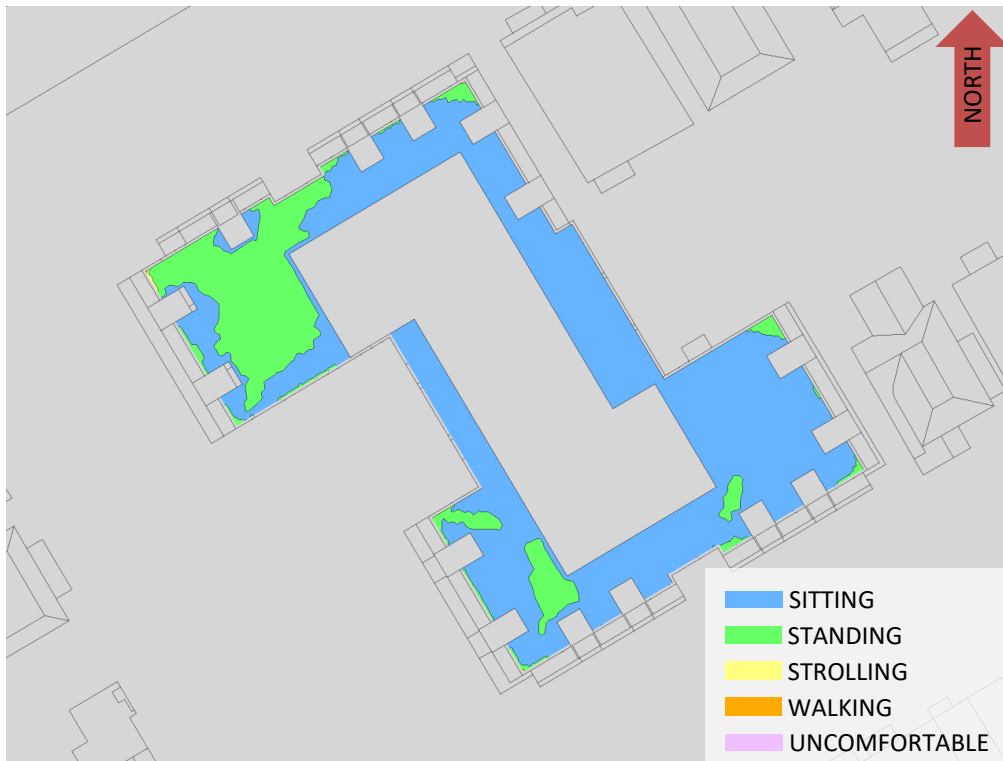 NORTH
SITTING
STANDING
STROLLING
WALKING
UNCOMFORTABLE